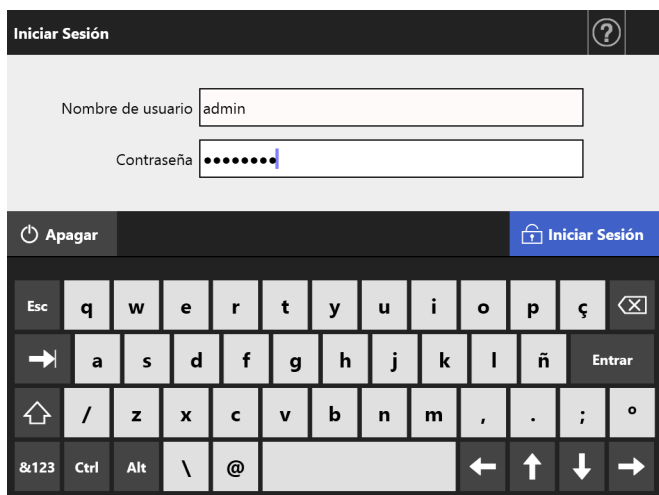 Iniciar Sesión ?
Nombre de usuario admin
Contraseña ••••••••
Apagar Iniciar Sesión
Esc q w e r t y u i o p ç
a s d f g h j k l ñ Entrar
/ z x c v b n m , . ; º
&123 Ctrl Alt \ @